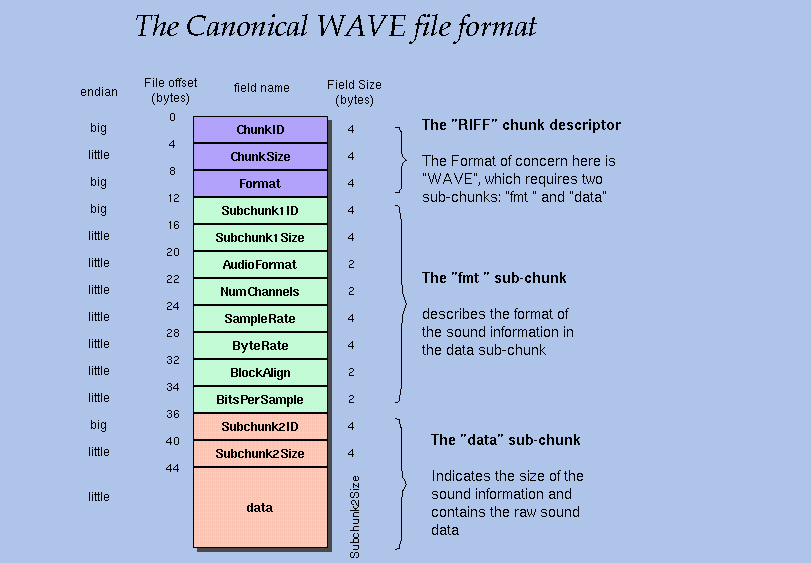 The Canonical WAVE file format
endian
File offset
(bytes)
field name
Field Size
(bytes)
0
big
ChunkID
4
4
little
ChunkSize
4
8
big
Format
4
12
big
Subchunk1ID
4
16
little
Subchunk1Size
4
20
little
AudioFormat
2
22
little
NumChannels
2
24
little
SampleRate
4
28
little
ByteRate
4
32
little
BlockAlign
2
34
little
BitsPerSample
2
36
big
Subchunk2ID
4
40
little
Subchunk2Size
4
44
little
data
Subchunk2Size
The "RIFF" chunk descriptor
The Format of concern here is
"WAVE", which requires two
sub-chunks: "fmt " and "data"
The "fmt " sub-chunk
describes the format of
the sound information in
the data sub-chunk
The "data" sub-chunk
Indicates the size of the
sound information and
contains the raw sound
data